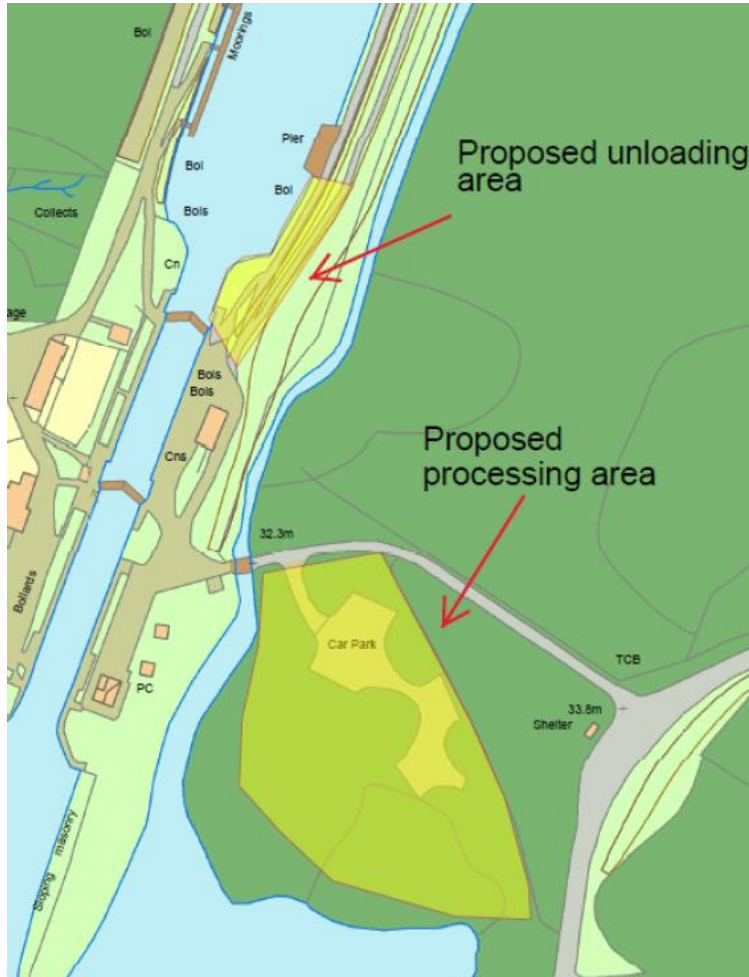 Bol
Moorings
Pier
Proposed unloading
area
Bol
Bol
Collects
Bols
Cn
age
Bols
Bols
Proposed
processing area
Cns
32.3m
Bollards
Car Park
TCB
PC
33.8m
Shelter
Sloping masonry